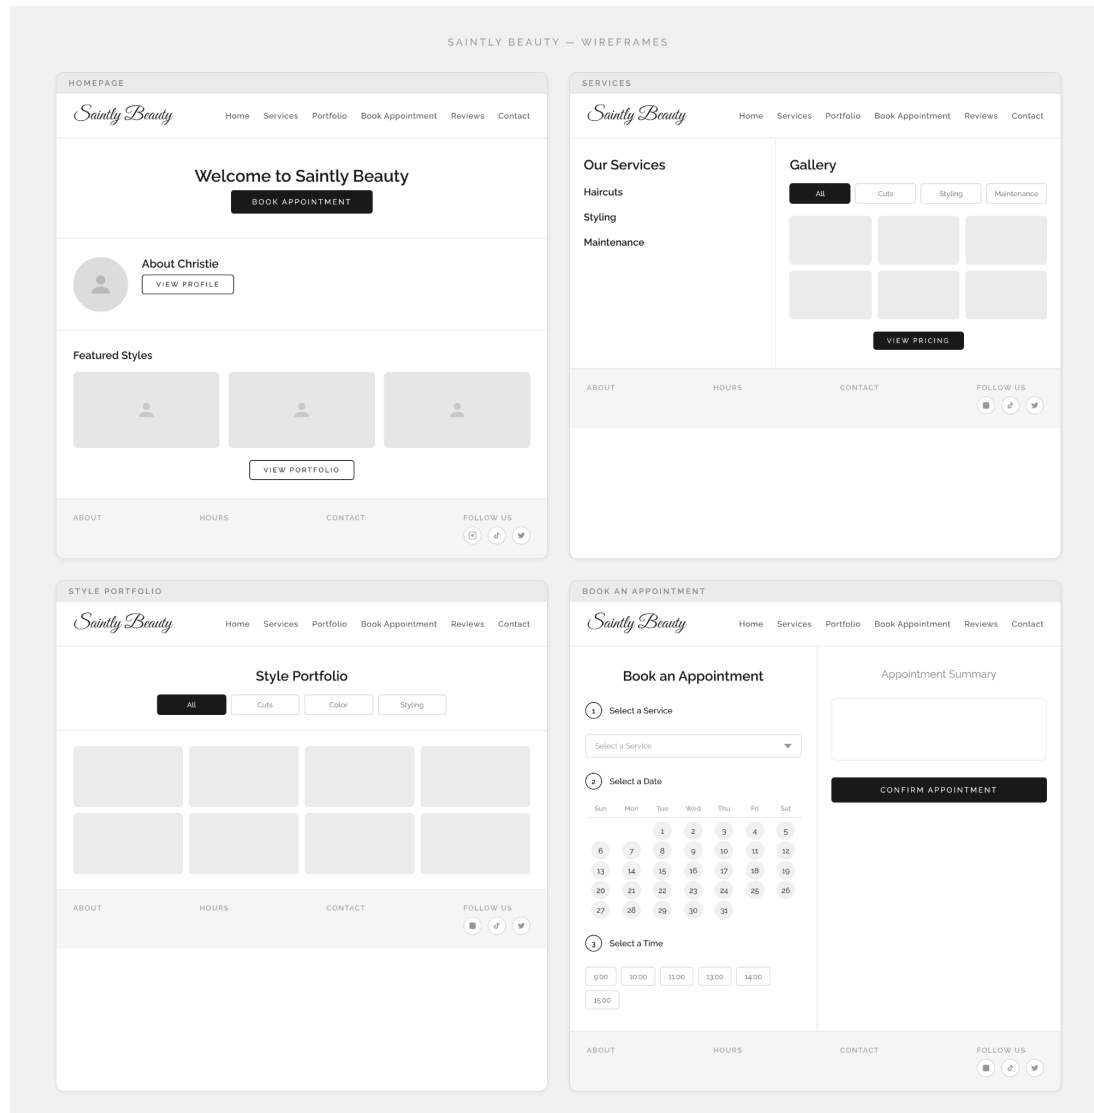 SAINTLY BEAUTY — WIREFRAMES
HOMEPAGE
Saintly Beauty Home Services Portfolio Book Appointment Reviews Contact
Welcome to Saintly Beauty
BOOK APPOINTMENT
About Christie
VIEW PROFILE
Featured Styles
VIEW PORTFOLIO
ABOUT HOURS CONTACT FOLLOW US
SERVICES
Saintly Beauty Home Services Portfolio Book Appointment Reviews Contact
Our Services
Haircuts
Styling
Maintenance
Gallery
All Cuts Styling Maintenance
VIEW PRICING
ABOUT HOURS CONTACT FOLLOW US
STYLE PORTFOLIO
Saintly Beauty Home Services Portfolio Book Appointment Reviews Contact
Style Portfolio
All Cuts Color Styling
ABOUT HOURS CONTACT FOLLOW US
BOOK AN APPOINTMENT
Saintly Beauty Home Services Portfolio Book Appointment Reviews Contact
Book an Appointment
1 Select a Service
Select a Service
2 Select a Date
Sun Mon Tue Wed Thu Fri Sat
1 2 3 4 5
6 7 8 9 10 11 12
13 14 15 16 17 18 19
20 21 22 23 24 25 26
27 28 29 30 31
3 Select a Time
9:00 10:00 11:00 13:00 14:00
15:00
Appointment Summary
CONFIRM APPOINTMENT
ABOUT HOURS CONTACT FOLLOW US